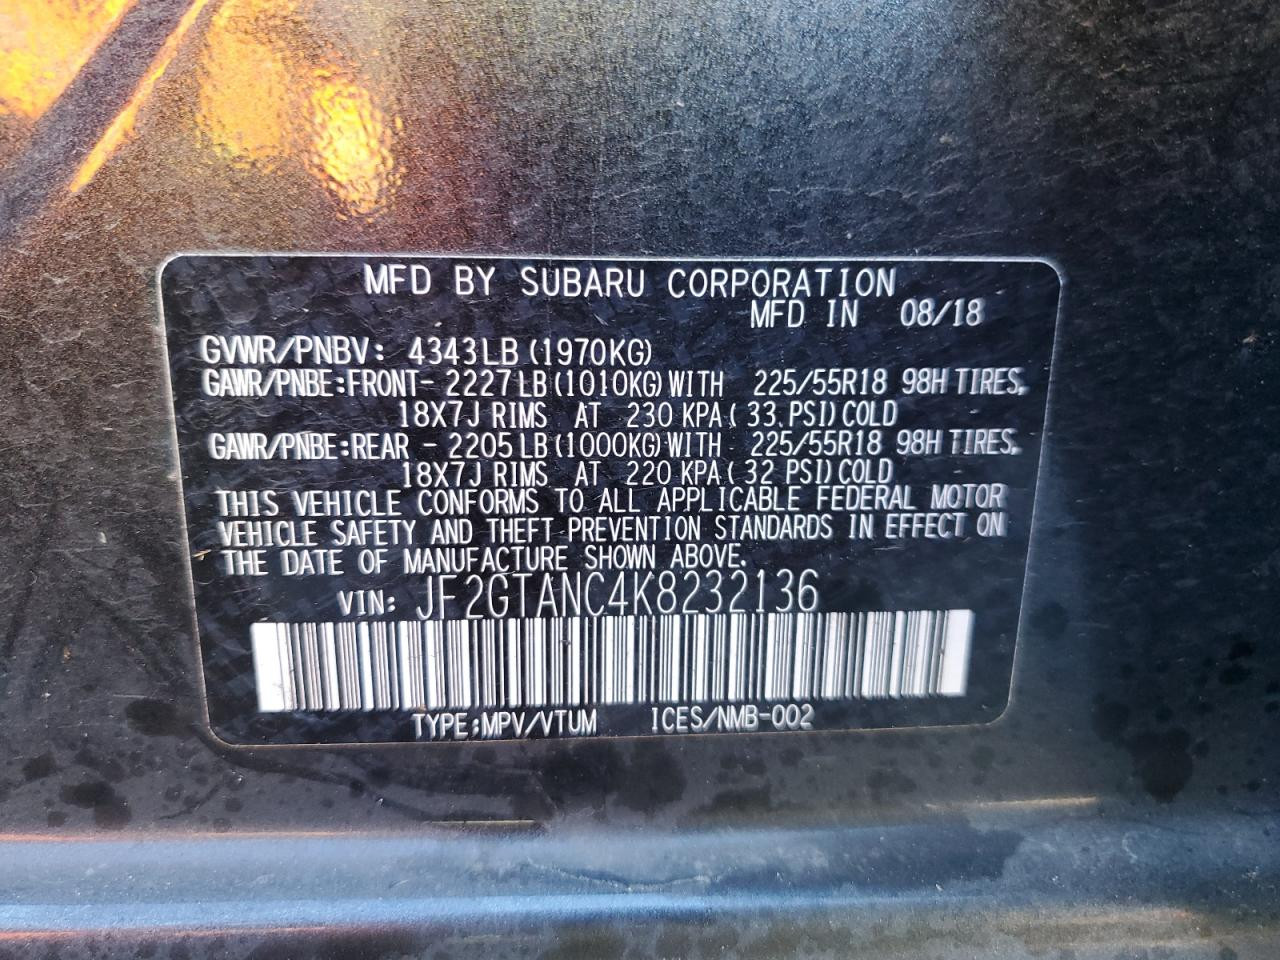 MFD BY SUBARU CORPORATION
MFD IN 08/18
GVWR/PNBV: 4343LB(1970KG)
GAWR/PNBE:FRONT- 2227LB(1010KG)WITH 225/55R18 98H TIRES,
18X7J RIMS AT 230 KPA(33 PSI)COLD
GAWR/PNBE:REAR - 2205LB(1000KG)WITH 225/55R18 98H TIRES,
18X7J RIMS AT 220 KPA(32 PSI)COLD
THIS VEHICLE CONFORMS TO ALL APPLICABLE FEDERAL MOTOR
VEHICLE SAFETY AND THEFT PREVENTION STANDARDS IN EFFECT ON
THE DATE OF MANUFACTURE SHOWN ABOVE.
VIN: JF2GTANC4K8232136
TYPE:MPV/VTUM ICES/NMB-002